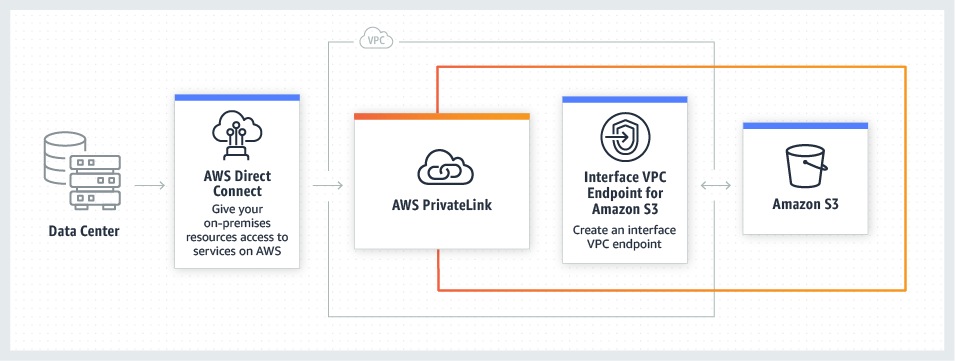 VPC
Data Center
AWS Direct
Connect
Give your
on-premises
resources access to
services on AWS
AWS PrivateLink
Interface VPC
Endpoint for
Amazon S3
Create an interface
VPC endpoint
Amazon S3